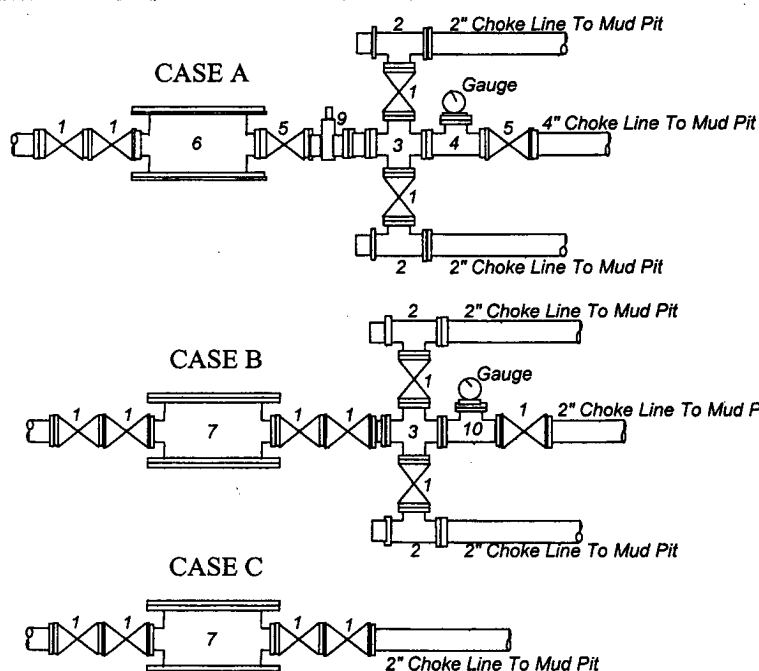 2 2" Choke Line To Mud Pit
CASE A
1 Gauge
1 1 6 5 9 3 4 5 4" Choke Line To Mud Pit
1
2 2" Choke Line To Mud Pit
2 2" Choke Line To Mud Pit
CASE B
1 Gauge
1 1 7 1 1 3 10 1 2" Choke Line To Mud P
1
2 2" Choke Line To Mud Pit
CASE C
1 1 7 1 1
2" Choke Line To Mud Pit